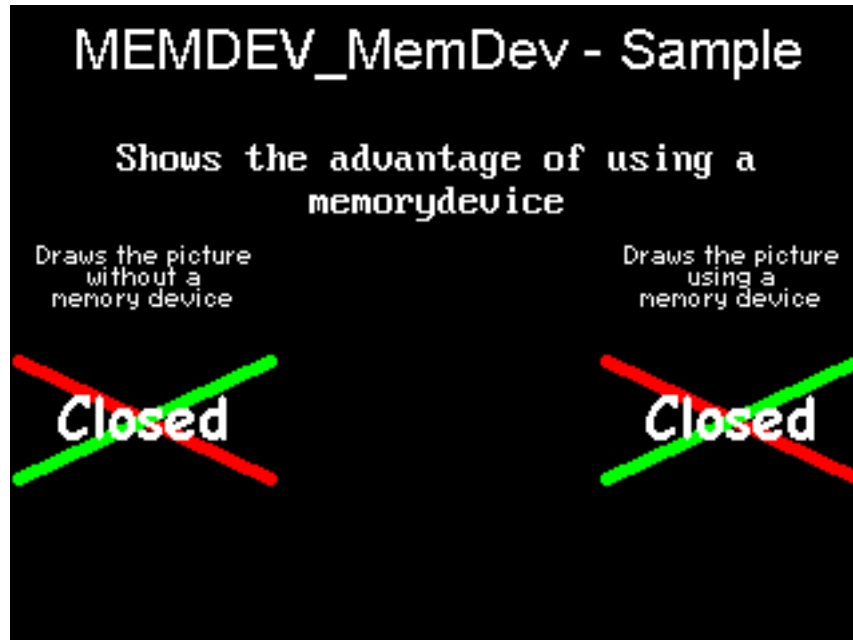 MEMDEV_MemDev - Sample
Shows the advantage of using a
memorydevice
Draws the picture
without a
memory device
Draws the picture
using a
memory device
Closed
Closed